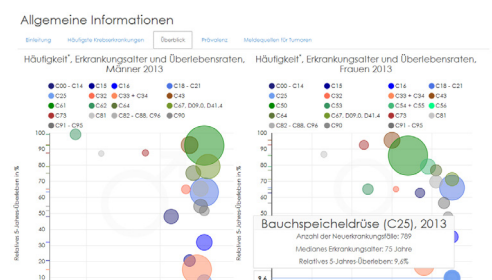 Allgemeine Informationen
Einleitung Häufigste Krebserkrankungen Überblick Prävalenz Meldequellen für Tumoren
Häufigkeit*, Erkrankungsalter und Überlebensraten,
Männer 2013
C00 - C14 C15 C16 C18 - C21
C25 C32 C33 + C34 C43
C61 C62 C64 C67, D09.0, D41.4
C73 C81 C82 - C88, C96 C90
C91 - C95
100
90
80
70
60
50
40
30
20
Relatives 5-Jahres-Überleben in %
Häufigkeit*, Erkrankungsalter und Überlebensraten,
Frauen 2013
C00 - C14 C15 C16 C18 - C21
C25 C32 C33 + C34 C43
C50 C53 C54 + C55 C56
C64 C67, D09.0, D41.4 C73 C81
C82 - C88, C96 C90 C91 - C95
100
90
80
70
60
Relatives 5-Jahres-Überleben in %
Bauchspeicheldrüse (C25), 2013
Anzahl der Neuerkrankungsfälle: 789
Medianes Erkrankungsalter: 75 Jahre
Relatives 5-Jahres-Überleben: 9,6%
9,6